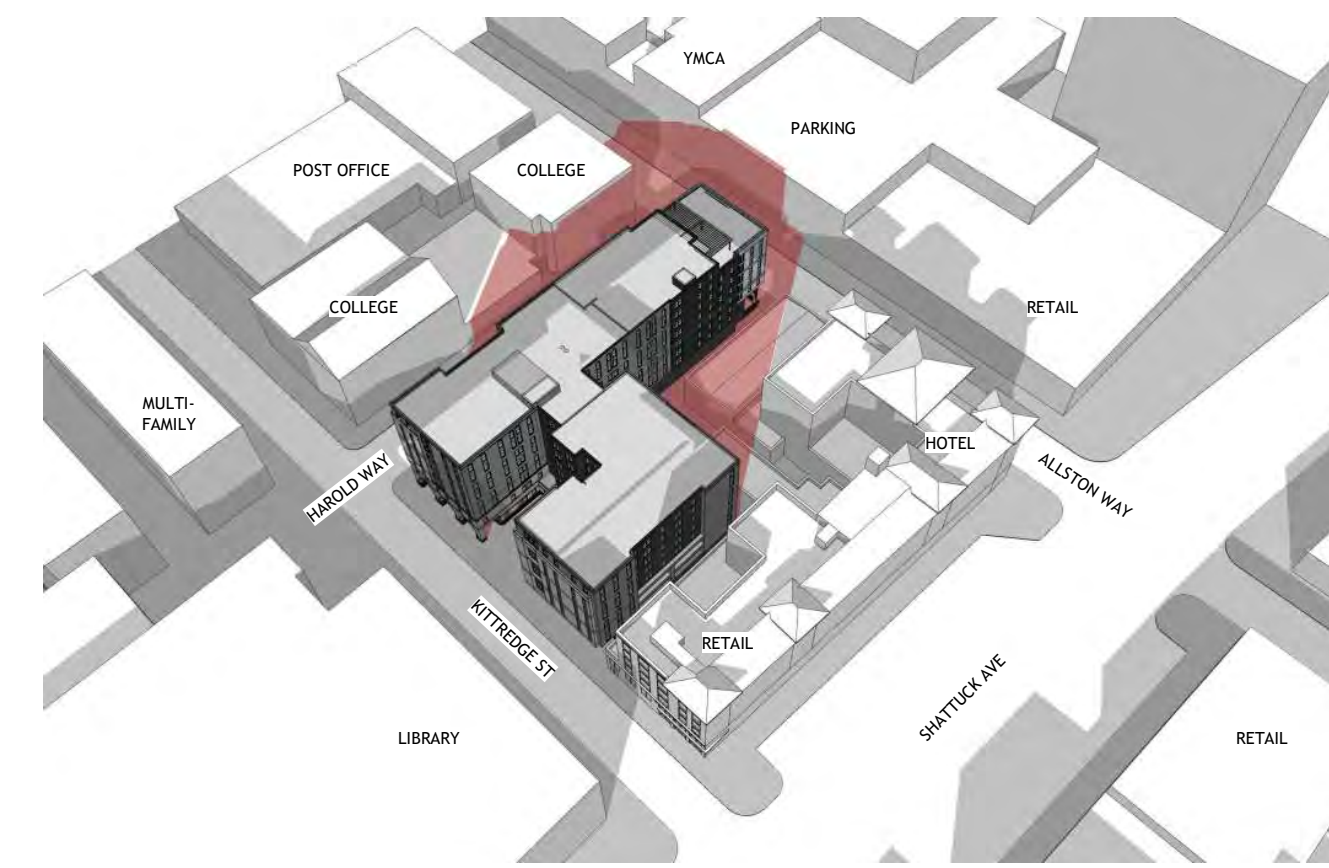 YMCA
PARKING
POST OFFICE
COLLEGE
COLLEGE
RETAIL
MULTI-
FAMILY
HAROLD WAY
HOTEL
ALLSTON WAY
KITTREDGE ST
RETAIL
SHATTUCK AVE
LIBRARY
RETAIL